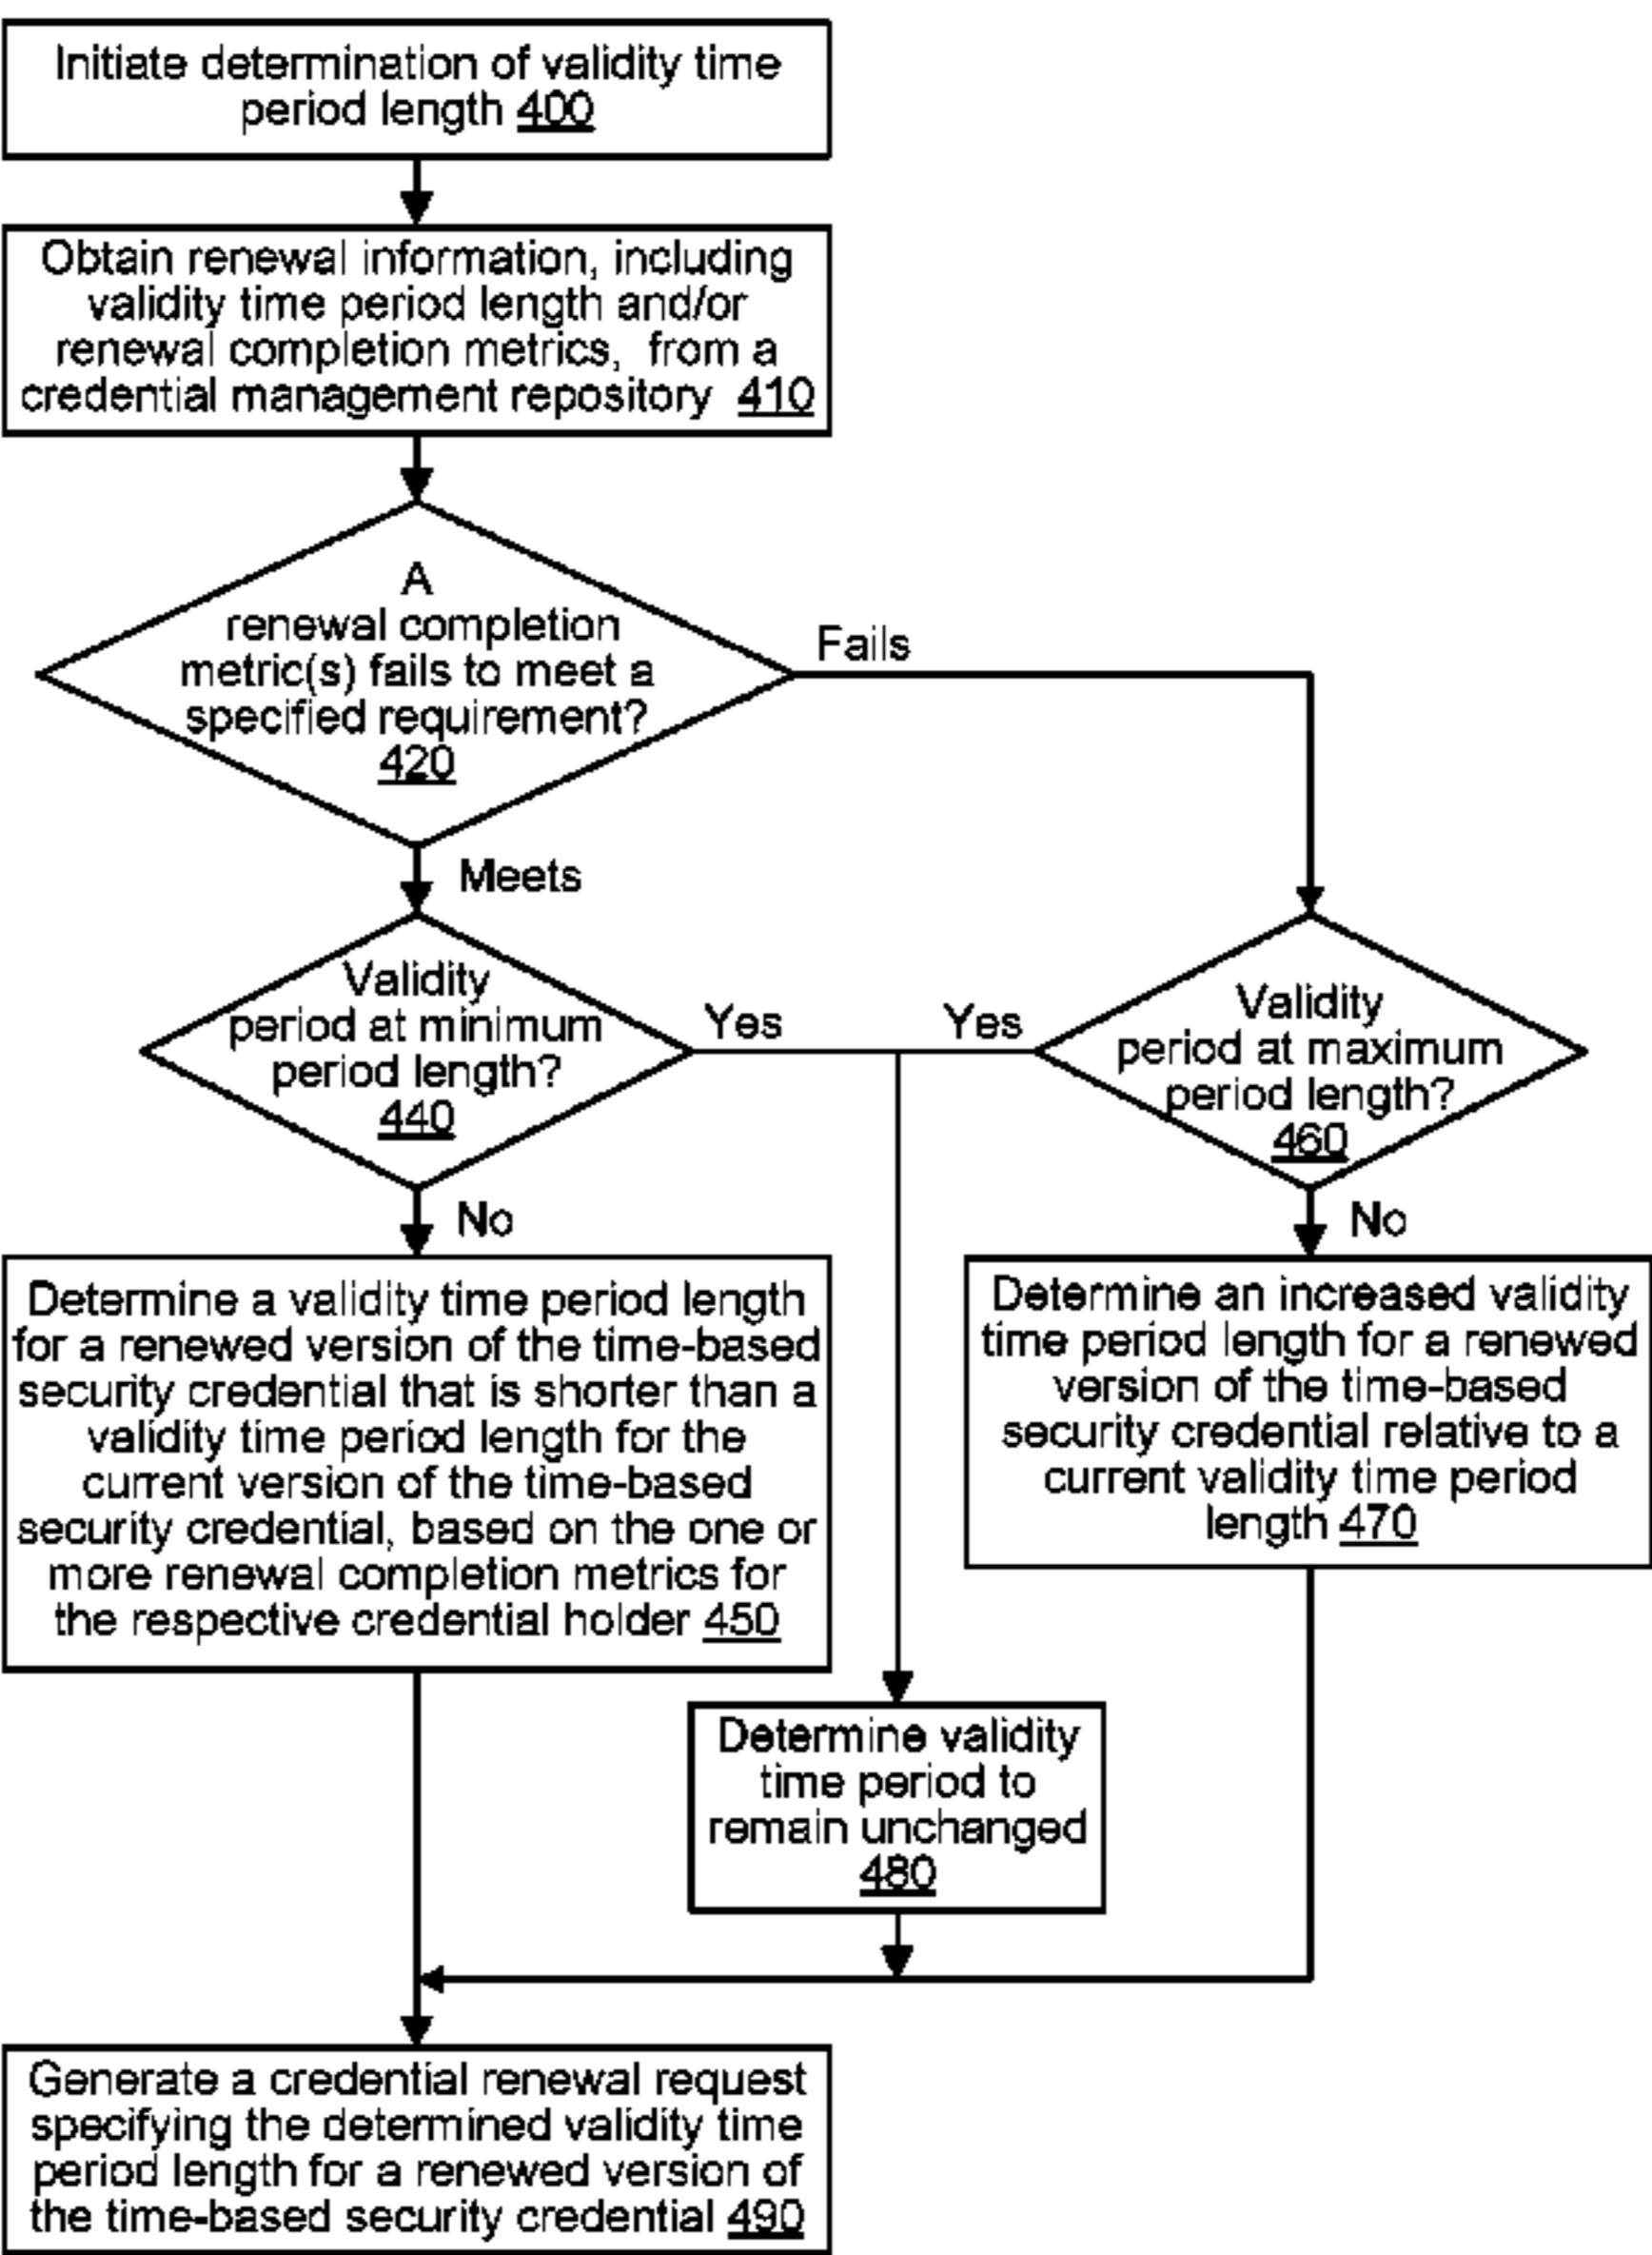 Initiate determination of validity time
period length 400
Obtain renewal information, including
validity time period length and/or
renewal completion metrics, from a
credential management repository 410
A
renewal completion
metric(s) fails to meet a
specified requirement?
420
Fails
Meets
Validity
period at minimum
period length?
440
Yes
Yes
Validity
period at maximum
period length?
460
No
No
Determine a validity time period length
for a renewed version of the time-based
security credential that is shorter than a
validity time period length for the
current version of the time-based
security credential, based on the one or
more renewal completion metrics for
the respective credential holder 450
Determine an increased validity
time period length for a renewed
version of the time-based
security credential relative to a
current validity time period
length 470
Determine validity
time period to
remain unchanged
480
Generate a credential renewal request
specifying the determined validity time
period length for a renewed version of
the time-based security credential 490